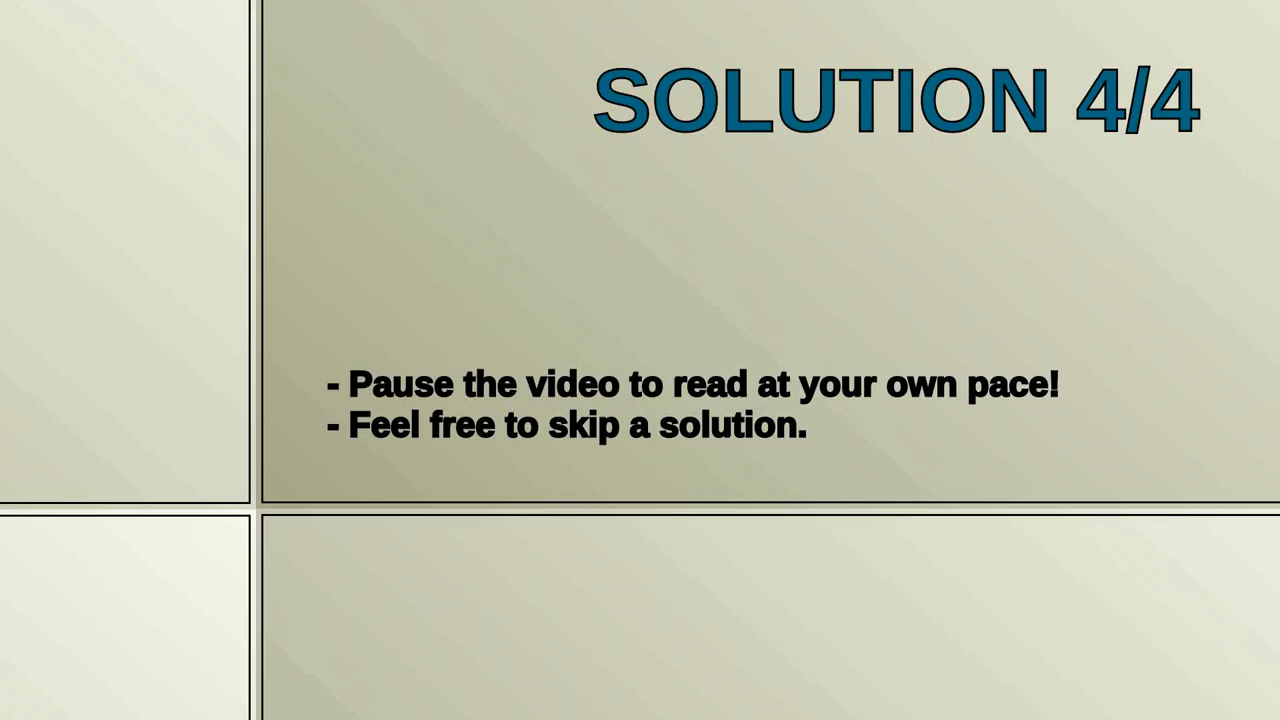 SOLUTION 4/4
- Pause the video to read at your own pace!
- Feel free to skip a solution.